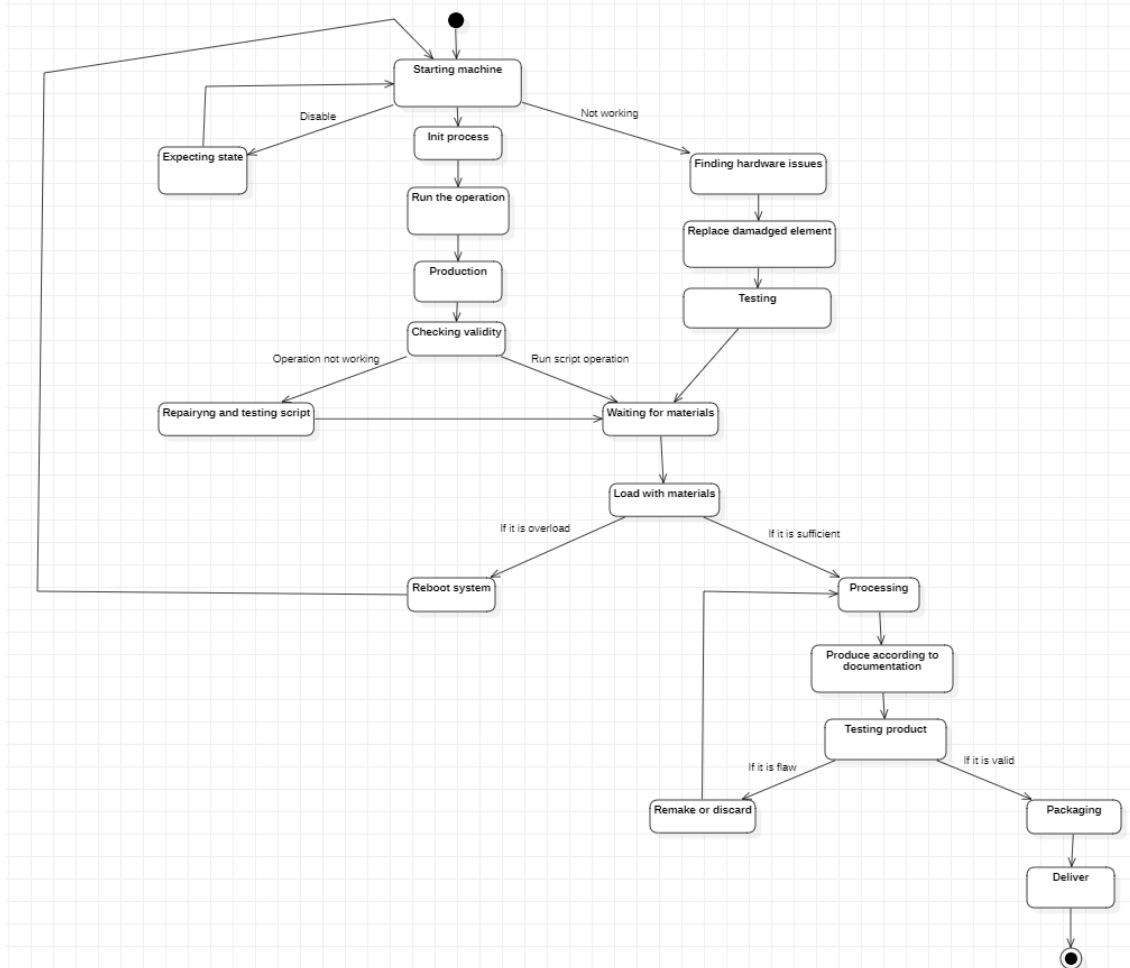 Starting machine
Disable
Not working
Init process
Expecting state
Finding hardware issues
Run the operation
Replace damadged element
Production
Testing
Checking validity
Operation not working
Run script operation
Repairyng and testing script
Waiting for materials
Load with materials
If it is overload
If it is sufficient
Reboot system
Processing
Produce according to
documentation
Testing product
If it is flaw
If it is valid
Remake or discard
Packaging
Deliver